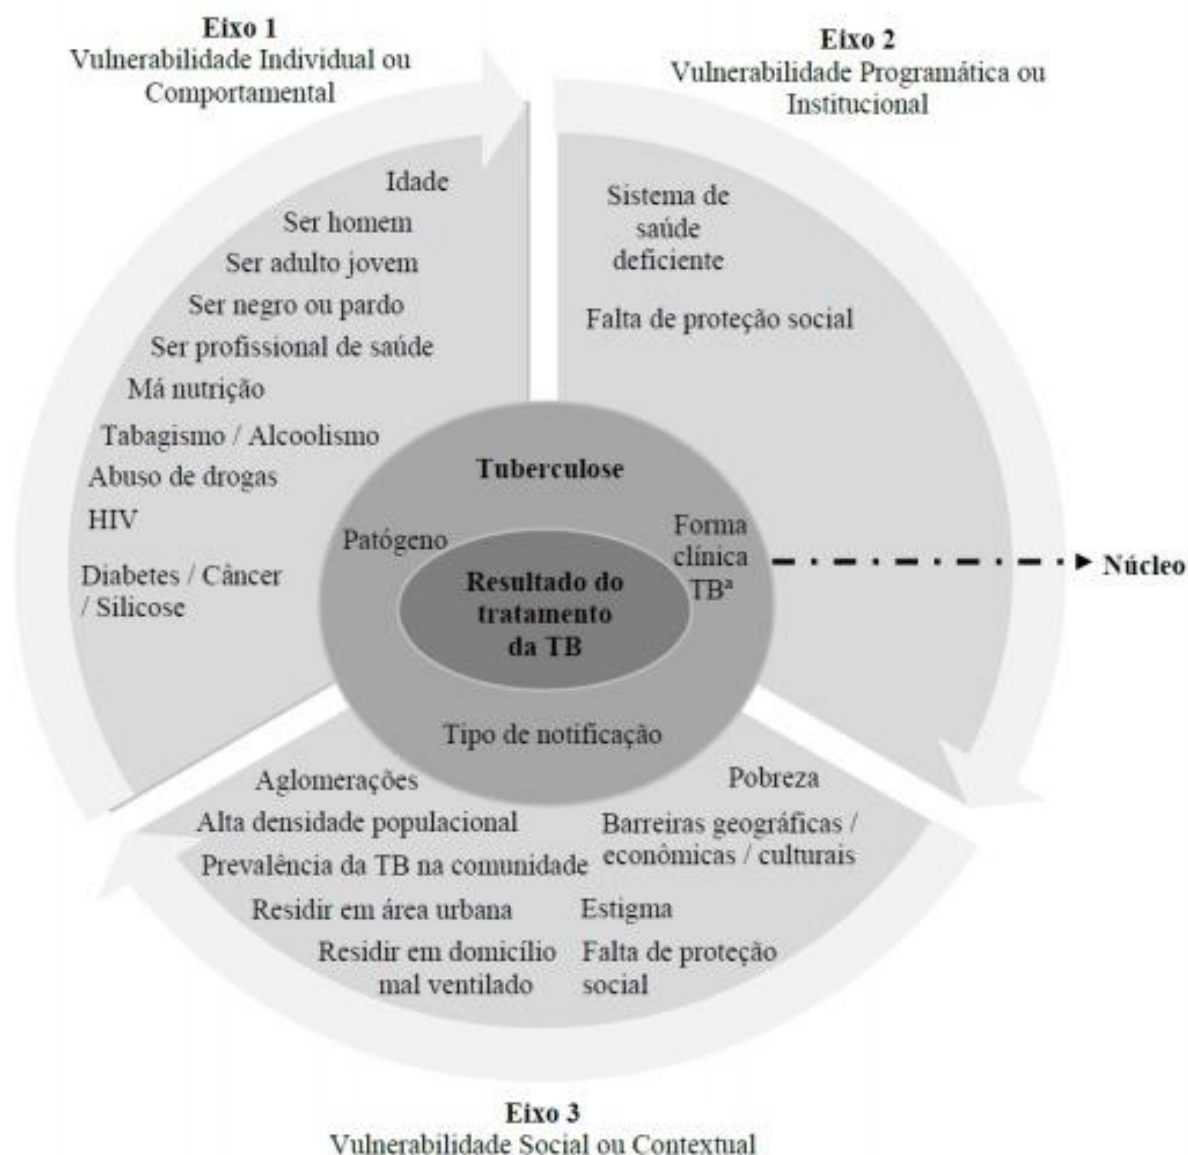 Eixo 1
Vulnerabilidade Individual ou
Comportamental
Eixo 2
Vulnerabilidade Programática ou
Institucional
Idade
Ser homem
Ser adulto jovem
Ser negro ou pardo
Ser profissional de saúde
Má nutrição
Tabagismo / Alcoolismo
Abuso de drogas
HIV
Diabetes / Câncer
/ Silicose
Sistema de
saúde
deficiente
Falta de proteção social
Tuberculose
Patógeno
Forma
clínica
TBª
Resultado do
tratamento
da TB
Tipo de notificação
Núcleo
Aglomerações
Alta densidade populacional
Prevalência da TB na comunidade
Residir em área urbana
Residir em domicílio
mal ventilado
Pobreza
Barreiras geográficas /
econômicas / culturais
Estigma
Falta de proteção
social
Eixo 3
Vulnerabilidade Social ou Contextual